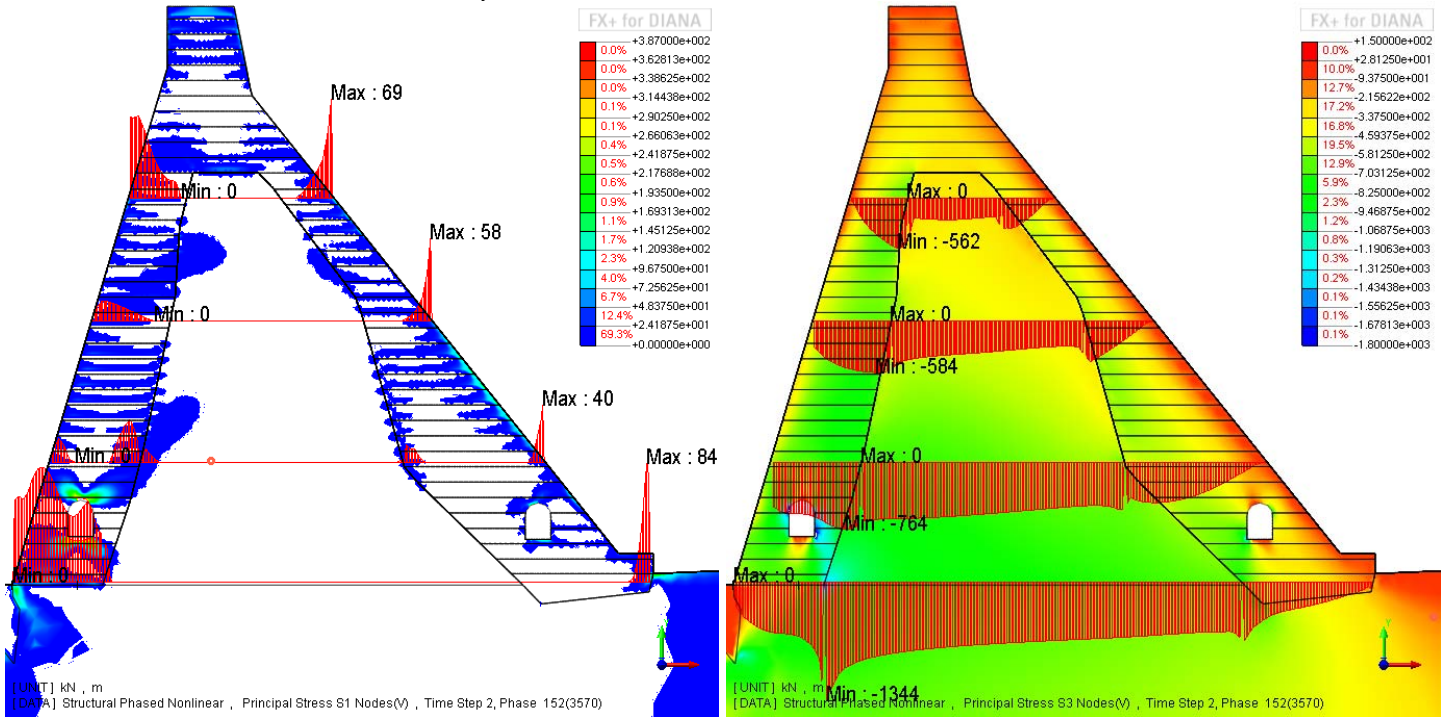 FX+ for DIANA
+3.87000e+002
0.0%
+3.62813e+002
0.0%
+3.38625e+002
0.0%
+3.14438e+002
0.1%
+2.90250e+002
0.1%
+2.66063e+002
0.4%
+2.41875e+002
0.5%
+2.17688e+002
0.6%
+1.93500e+002
0.9%
+1.69313e+002
1.1%
+1.45125e+002
1.7%
+1.20938e+002
2.3%
+9.67500e+001
4.0%
+7.25625e+001
6.7%
+4.83750e+001
12.4%
+2.41875e+001
69.3%
+0.00000e+000
Max : 69
Min : 0
Max : 58
Min : 0
Max : 40
Min : 0
Max : 84
Min : 0
[UNIT] kN , m
[DATA] Structural Phased Nonlinear , Principal Stress S1 Nodes(V) , Time Step 2, Phase 152(3570)
FX+ for DIANA
+1.50000e+002
0.0%
+2.81250e+001
10.0%
-9.37500e+001
12.7%
-2.15622e+002
17.2%
-3.37500e+002
16.8%
-4.59375e+002
19.5%
-5.81250e+002
12.9%
-7.03125e+002
5.9%
-8.25000e+002
2.3%
-9.46875e+002
1.2%
-1.06875e+003
0.8%
-1.19063e+003
0.3%
-1.31250e+003
0.2%
-1.43438e+003
0.1%
-1.55625e+003
0.1%
-1.67813e+003
0.1%
-1.80000e+003
Max : 0
Min : -562
Max : 0
Min : -584
Max : 0
Min : -764
Max : 0
Min : -1344
[UNIT] kN , m
[DATA] Structural Phased Nonlinear , Principal Stress S3 Nodes(V) , Time Step 2, Phase 152(3570)